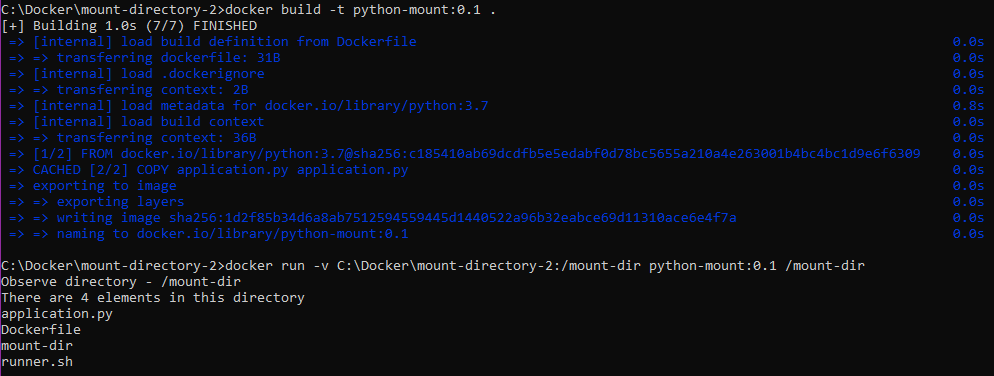 C:\Docker\mount-directory-2>docker build -t python-mount:0.1 .
[+] Building 1.0s (7/7) FINISHED
=> [internal] load build definition from Dockerfile 0.0s
=> => transferring dockerfile: 31B 0.0s
=> [internal] load .dockerignore 0.0s
=> => transferring context: 2B 0.0s
=> [internal] load metadata for docker.io/library/python:3.7 0.8s
=> [internal] load build context 0.0s
=> => transferring context: 36B 0.0s
=> [1/2] FROM docker.io/library/python:3.7@sha256:c185410ab69dcdfb5e5edabf0d78bc5655a210a4e263001b4bc4bc1d9e6f6309 0.0s
=> CACHED [2/2] COPY application.py application.py 0.0s
=> exporting to image 0.0s
=> => exporting layers 0.0s
=> => writing image sha256:1d2f85b34d6a8ab7512594559445d1440522a96b32eabce69d11310ace6e4f7a 0.0s
=> => naming to docker.io/library/python-mount:0.1 0.0s
C:\Docker\mount-directory-2>docker run -v C:\Docker\mount-directory-2:/mount-dir python-mount:0.1 /mount-dir
Observe directory - /mount-dir
There are 4 elements in this directory
application.py
Dockerfile
mount-dir
runner.sh